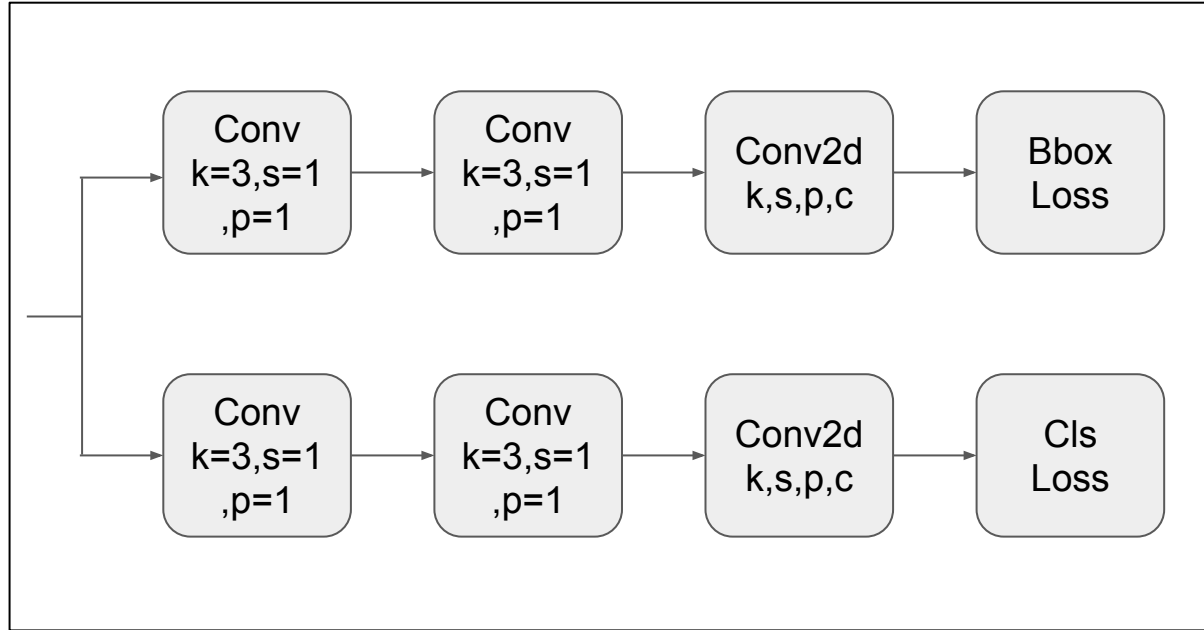 Conv
k=3,s=1
,p=1
Conv
k=3,s=1
,p=1
Conv2d
k,s,p,c
Bbox
Loss
Conv
k=3,s=1
,p=1
Conv
k=3,s=1
,p=1
Conv2d
k,s,p,c
Cls
Loss